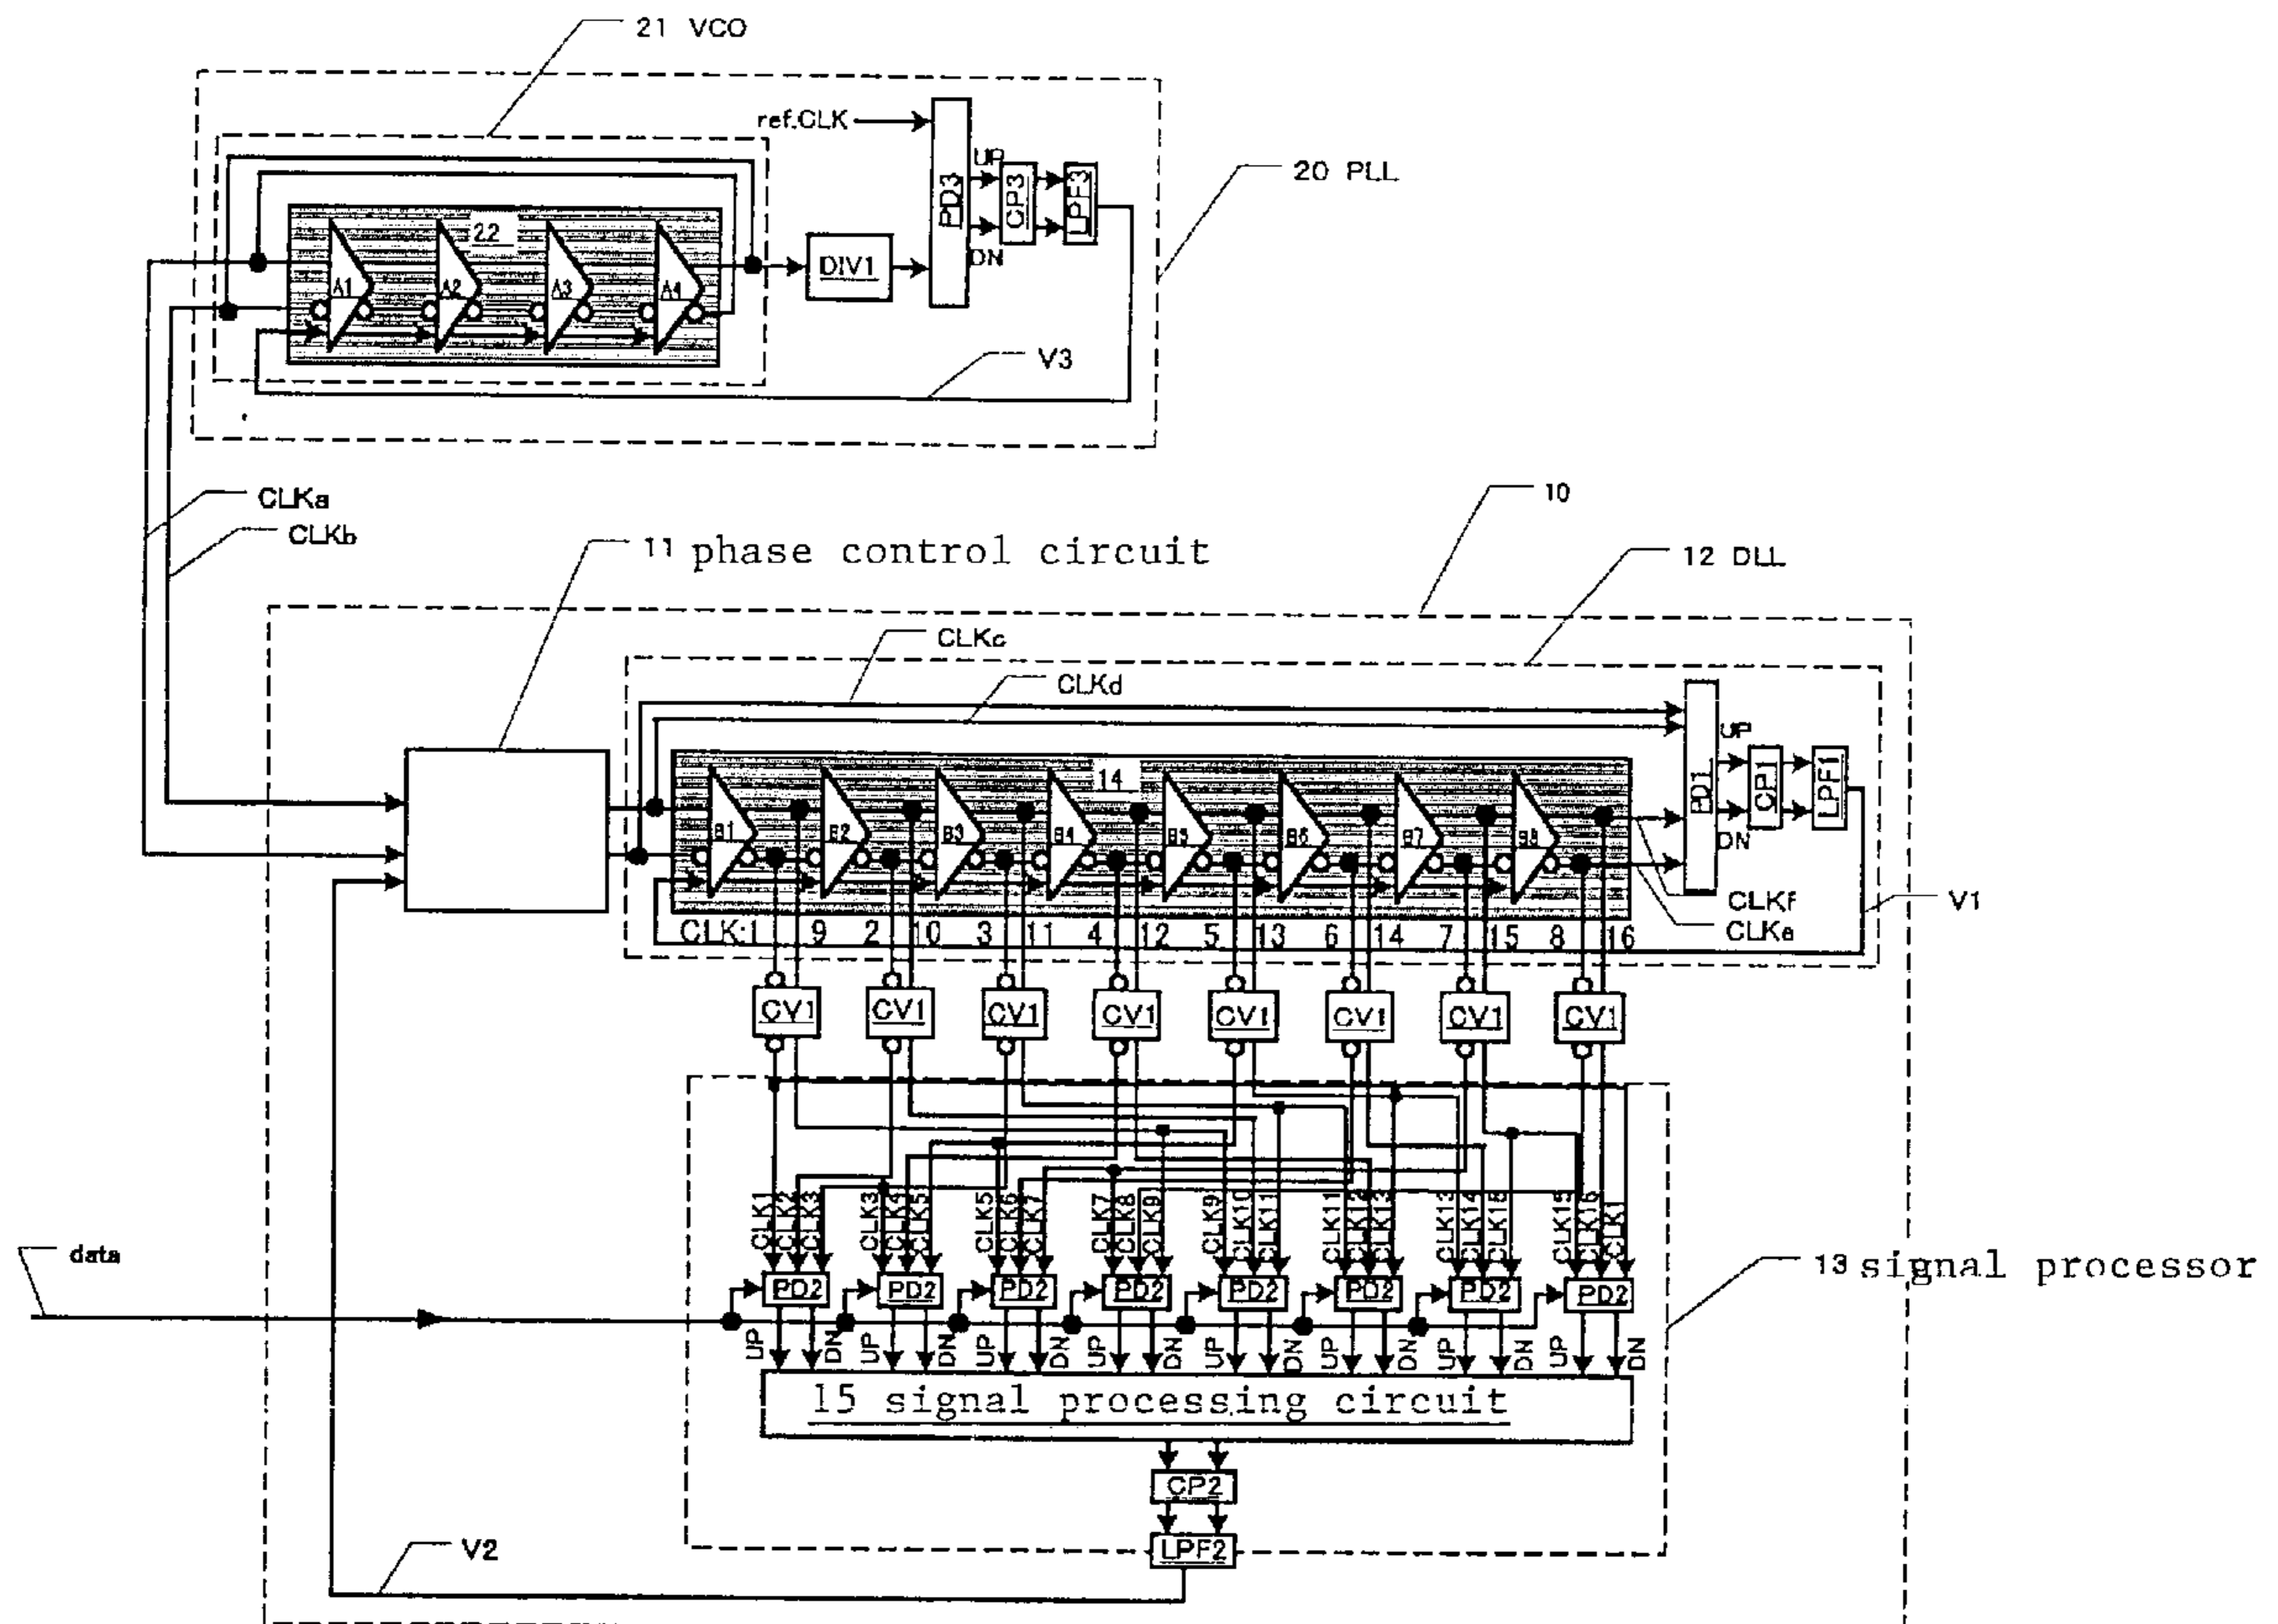 21 VCO
ref.CLK
20 PLL
UP
PD3
CP3
LPF3
DN
22
A1
A2
A3
A4
DIV1
V3
CLKa
CLKb
10
11 phase control circuit
12 DLL
CLKc
CLKd
UP
PD1
CP1
LPF1
DN
14
B1
B2
B3
B4
B5
B6
B7
B8
CLKf
CLKe
V1
CLK:1 9 2 10 3 11 4 12 5 13 6 14 7 15 8 16
CV1 CV1 CV1 CV1 CV1 CV1 CV1 CV1
CLK1 CLK2 CLK3 CLK3 CLK4 CLK5 CLK5 CLK6 CLK7 CLK7 CLK8 CLK9 CLK9 CLK10 CLK11 CLK11 CLK12 CLK13 CLK13 CLK14 CLK15 CLK15 CLK16 CLK1
data
PD2 PD2 PD2 PD2 PD2 PD2 PD2 PD2
13 signal processor
UP DN UP DN UP DN UP DN UP DN UP DN UP DN UP DN
15 signal processing circuit
CP2
LPF2
V2